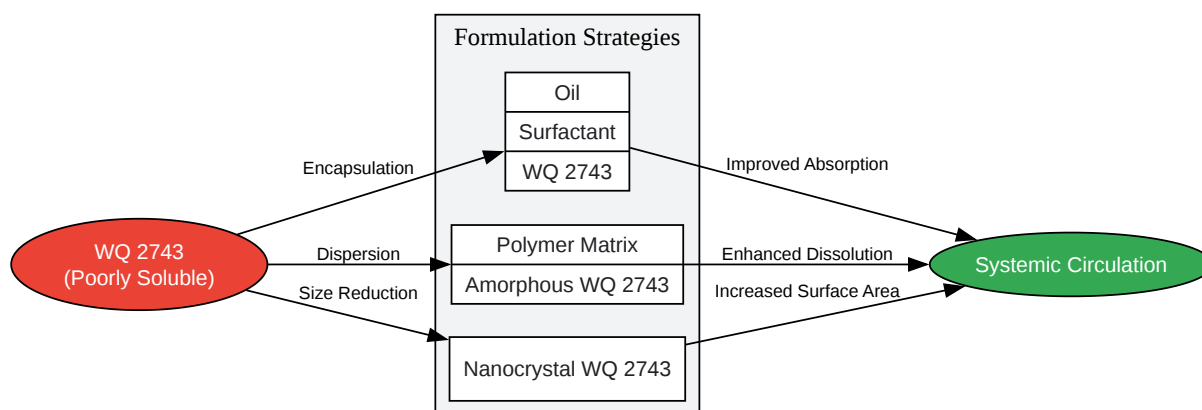 Formulation Strategies
Oil
Surfactant
WQ 2743
Encapsulation
Improved Absorption
WQ 2743
(Poorly Soluble)
Dispersion
Polymer Matrix
Amorphous WQ 2743
Enhanced Dissolution
Systemic Circulation
Size Reduction
Increased Surface Area
Nanocrystal WQ 2743